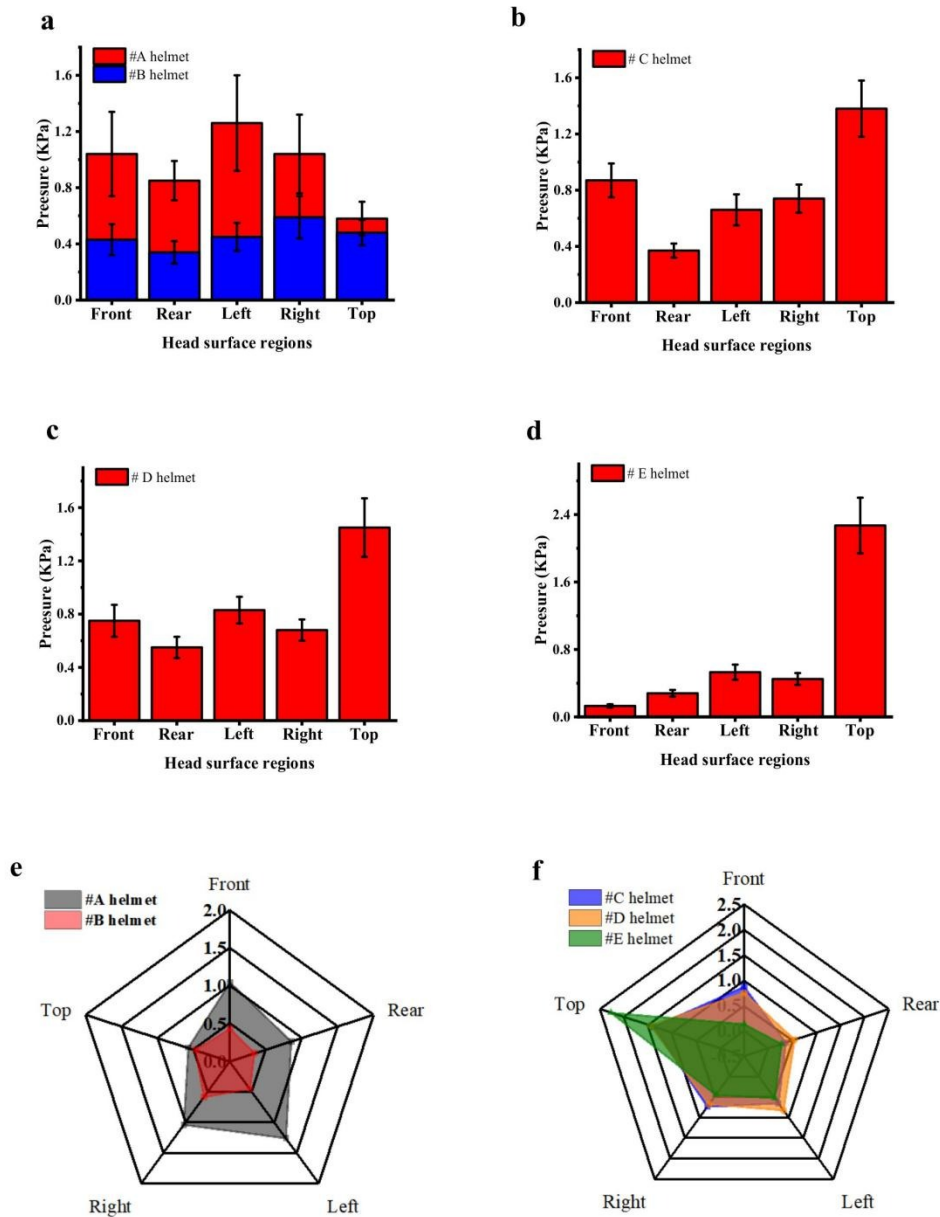 a
#A helmet
#B helmet
Preesure (KPa)
1.6
1.2
0.8
0.4
0.0
Front Rear Left Right Top
Head surface regions
b
# C helmet
Preesure (KPa)
1.6
1.2
0.8
0.4
0.0
Front Rear Left Right Top
Head surface regions
c
# D helmet
Preesure (KPa)
1.6
1.2
0.8
0.4
0.0
Front Rear Left Right Top
Head surface regions
d
# E helmet
Preesure (KPa)
2.4
1.6
0.8
0.0
Front Rear Left Right Top
Head surface regions
e
#A helmet
#B helmet
Front
2.0
1.5
1.0
0.5
0.0
Top
Rear
Right
Left
f
#C helmet
#D helmet
#E helmet
Front
2.5
2.0
1.5
1.0
0.5
0.0
-0.5
Top
Rear
Right
Left